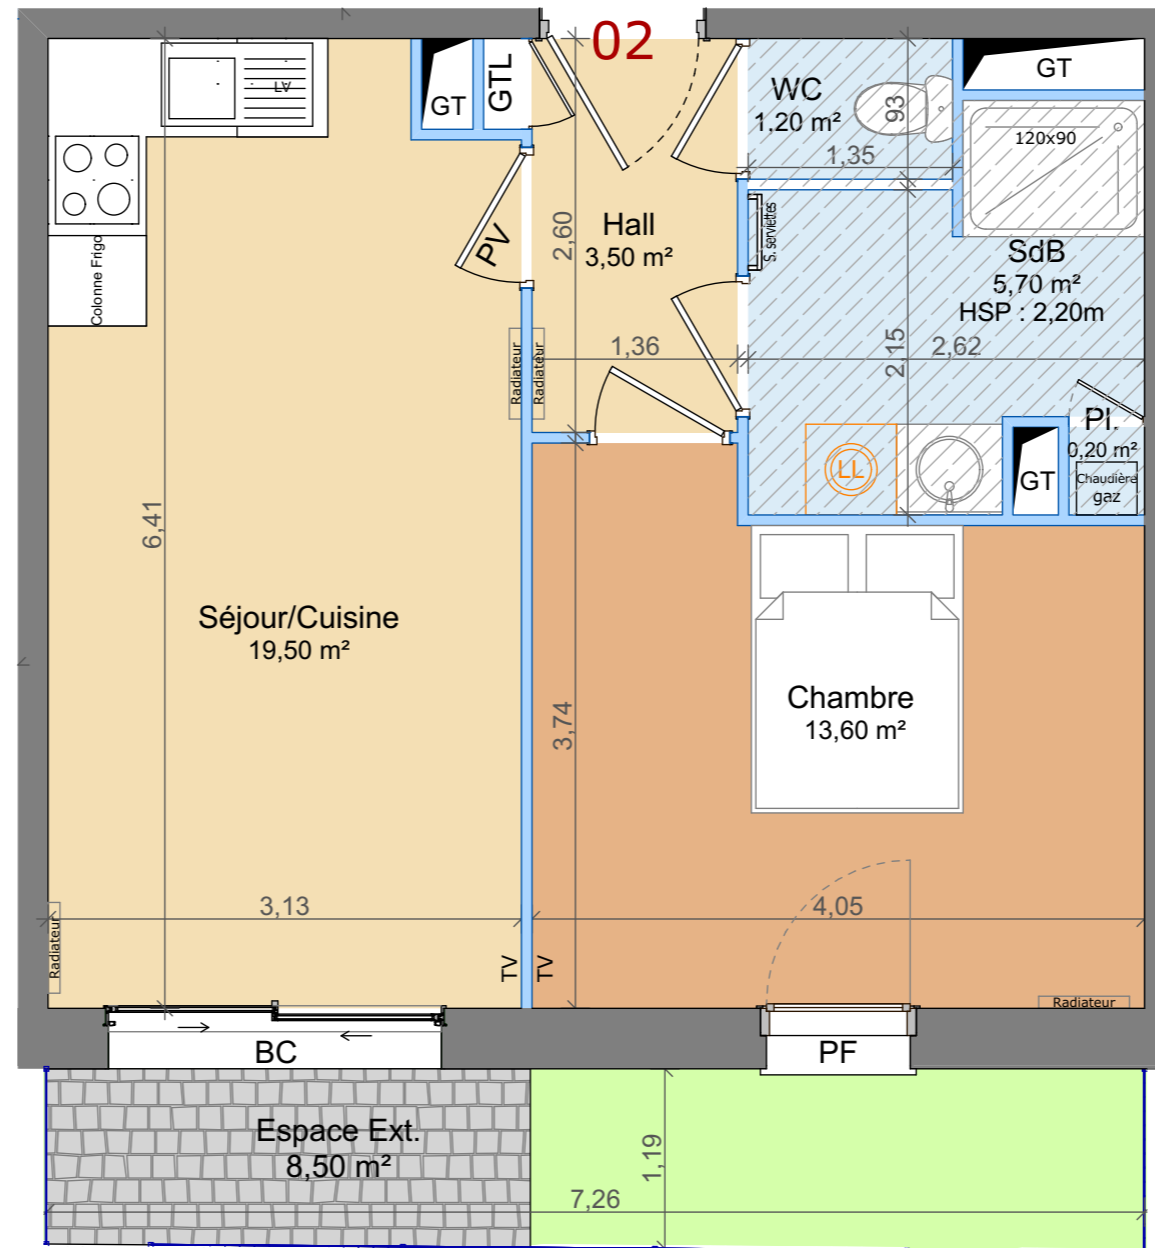 02
GT
GTL
LV
WC
1,20 m²
93
1,35
GT
120x90
Colonne Frigo
PV
2,60
Hall
3,50 m²
S. serviettes
SdB
5,70 m²
HSP : 2,20m
Radiateur
Radiateur
1,36
2,15
2,62
Pl.
0,20 m²
LL
GT
Chaudière
gaz
6,41
Séjour/Cuisine
19,50 m²
3,74
Chambre
13,60 m²
3,13
4,05
Radiateur
TV
TV
Radiateur
BC
PF
Espace Ext.
8,50 m²
1,19
7,26